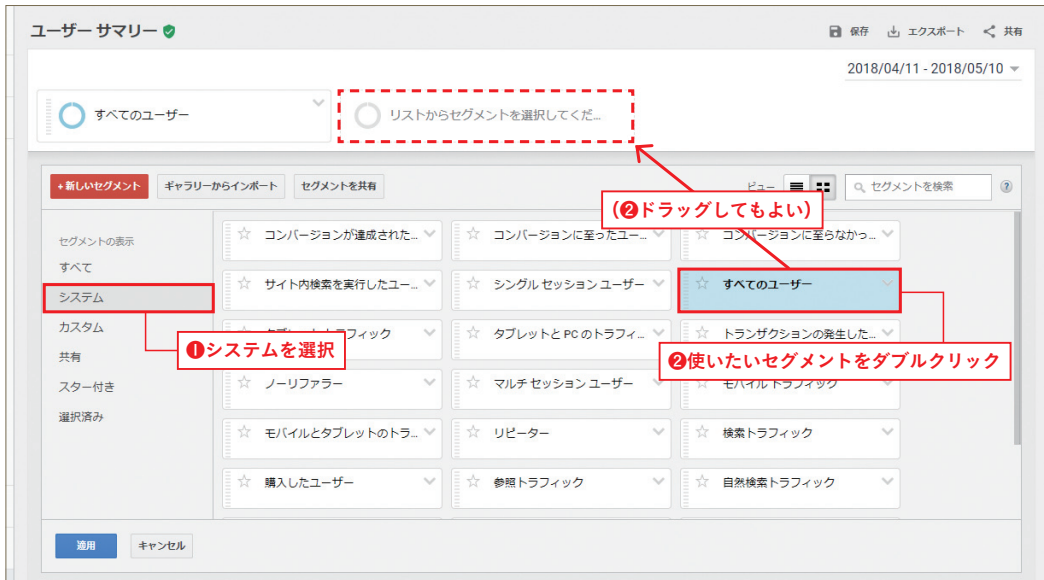 ユーザー サマリー
保存 エクスポート 共有
2018/04/11 - 2018/05/10
すべてのユーザー
リストからセグメントを選択してくだ...
+新しいセグメント ギャラリーからインポート セグメントを共有
ビュー セグメントを検索 ?
(❷ドラッグしてもよい)
セグメントの表示
すべて
システム
カスタム
共有
スター付き
選択済み
❶システムを選択
コンバージョンが達成された... コンバージョンに至ったユー... コンバージョンに至らなかっ...
サイト内検索を実行したユー... シングル セッション ユーザー すべてのユーザー
トラフィック タブレットと PC のトラフィ... トランザクションの発生した...
❷使いたいセグメントをダブルクリック
ノーリファラー マルチ セッション ユーザー モバイル トラフィック
モバイルとタブレットのトラ... リピーター 検索トラフィック
購入したユーザー 参照トラフィック 自然検索トラフィック
適用 キャンセル